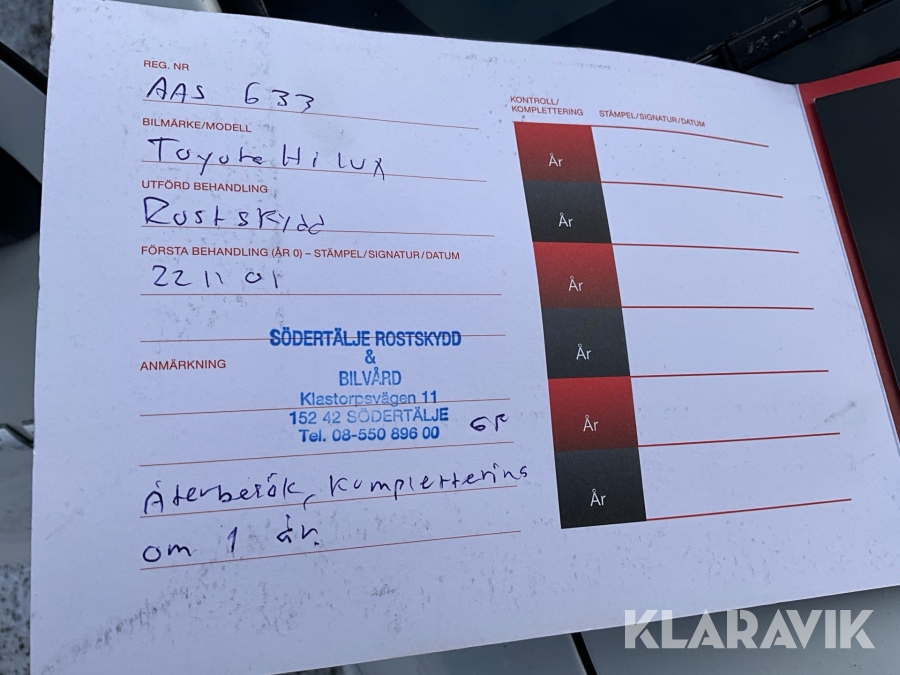 REG. NR
AAS 633
BILMÄRKE/MODELL
Toyota Hilux
UTFÖRD BEHANDLING
Rostskydd
FÖRSTA BEHANDLING (ÅR 0) – STÄMPEL/SIGNATUR/DATUM
22 11 01
SÖDERTÄLJE ROSTSKYDD
&
BILVÅRD
Klastorpsvägen 11
152 42 SÖDERTÄLJE
Tel. 08-550 896 00
ANMÄRKNING
Återbesök, komplettering
om 1 år.
KONTROLL/
KOMPLETTERING
STÄMPEL/SIGNATUR/DATUM
År
År
År
År
År
År
KLARAVIK